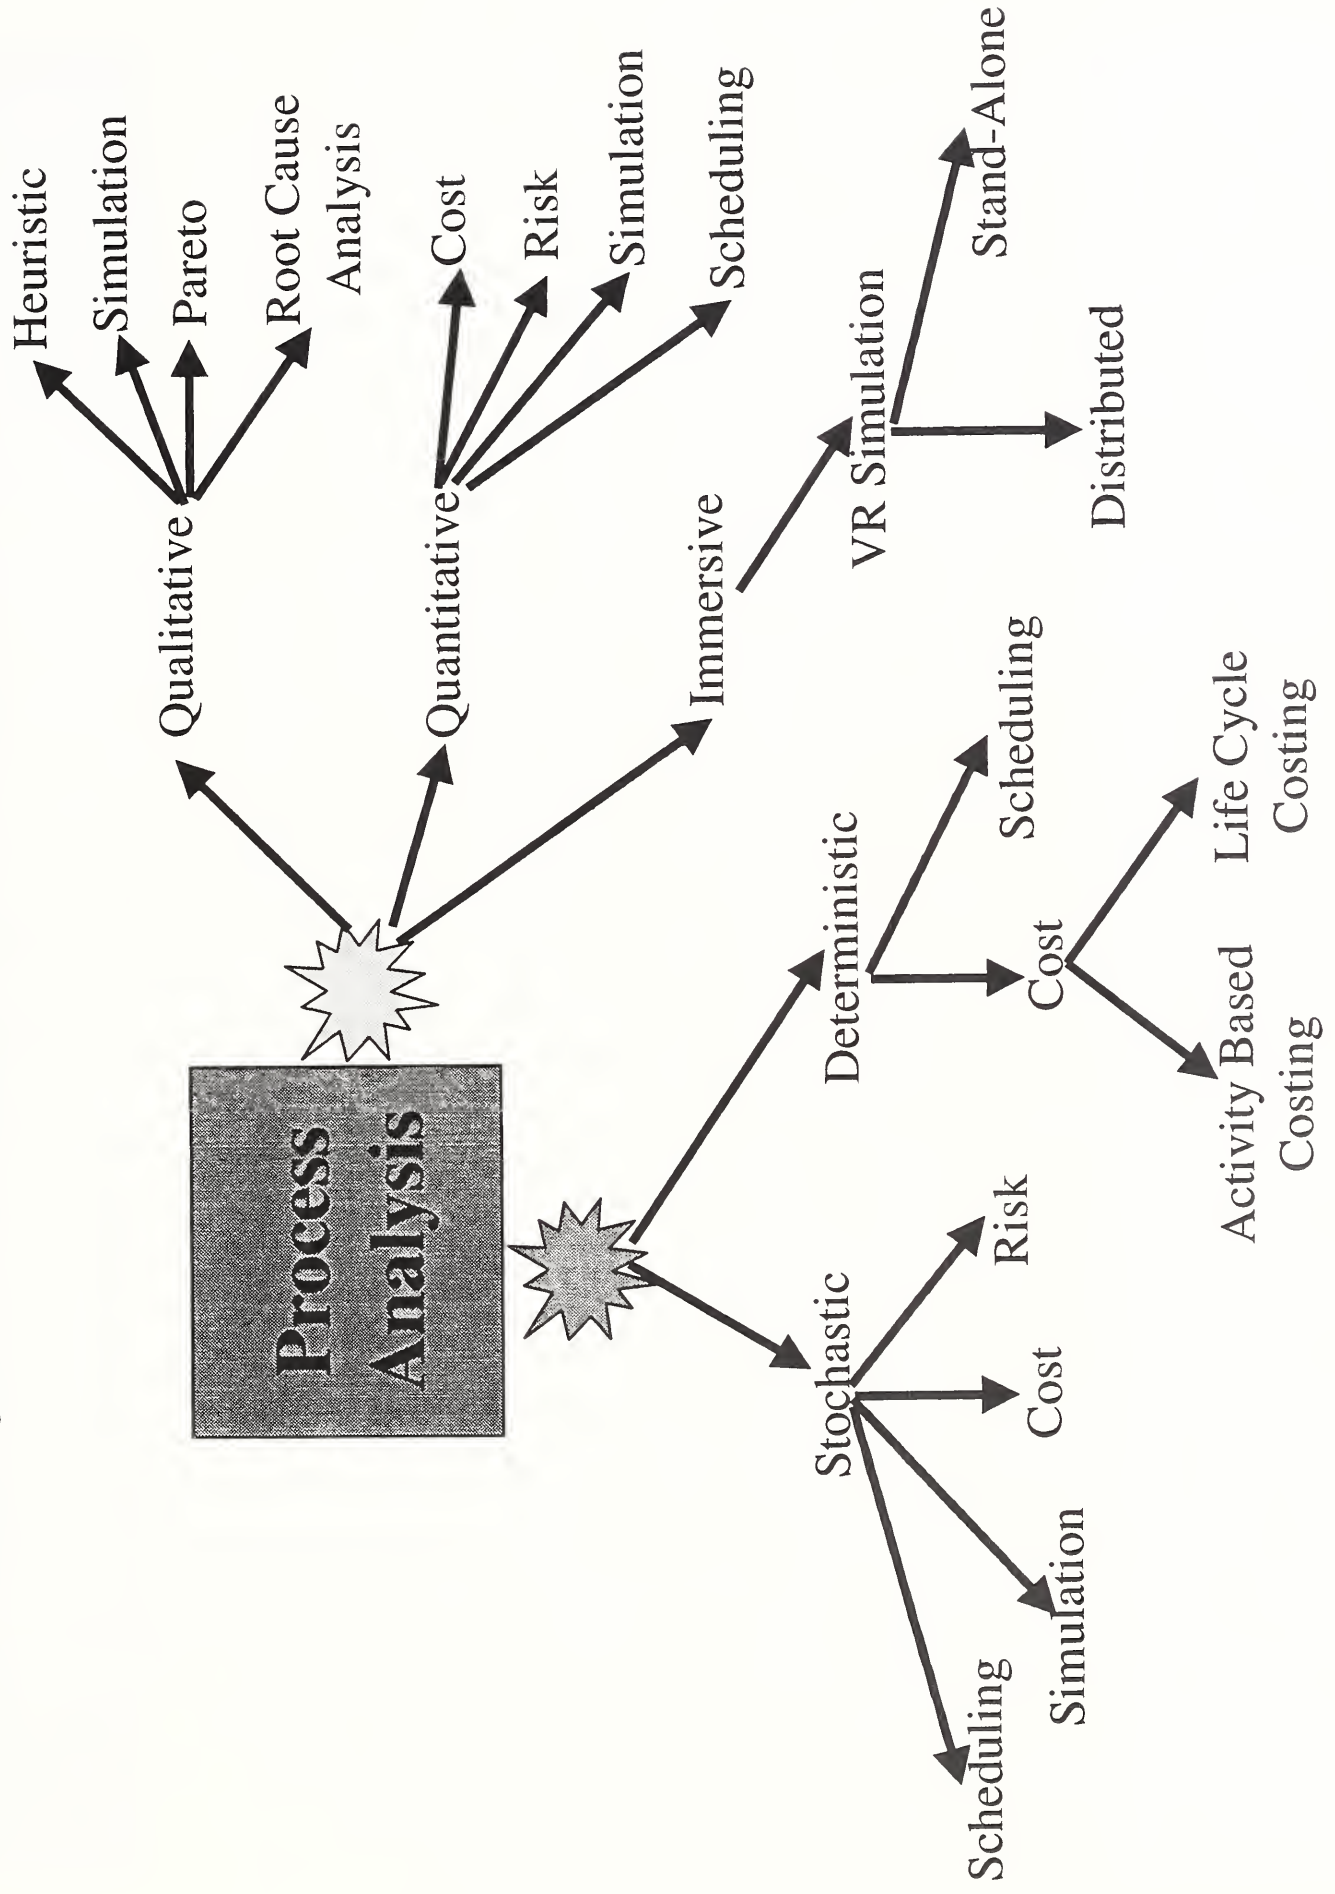 Process
Analysis
Qualitative
Heuristic
Simulation
Pareto
Root Cause
Analysis
Quantitative
Cost
Risk
Simulation
Scheduling
Immersive
VR Simulation
Stand-Alone
Distributed
Stochastic
Scheduling
Simulation
Cost
Risk
Deterministic
Cost
Scheduling
Activity Based
Costing
Life Cycle
Costing